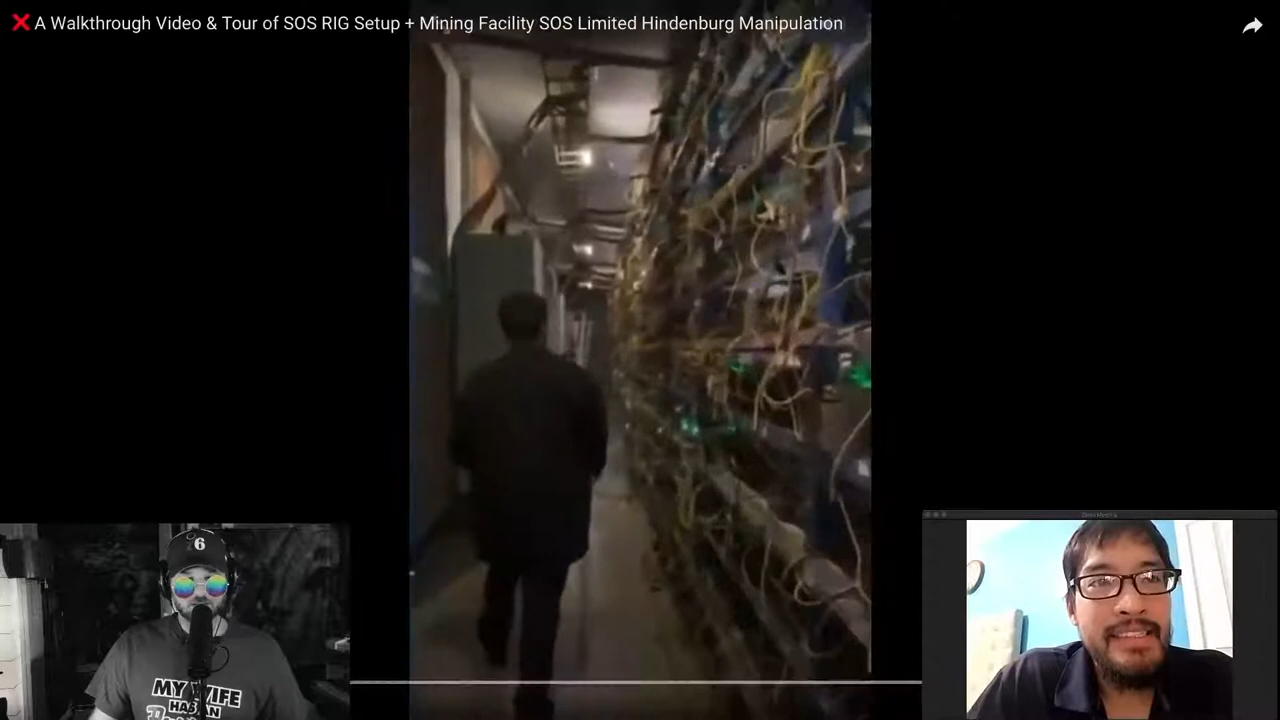 ❌A Walkthrough Video & Tour of SOS RIG Setup + Mining Facility SOS Limited Hindenburg Manipulation
6
MY WIFE
HAS AN